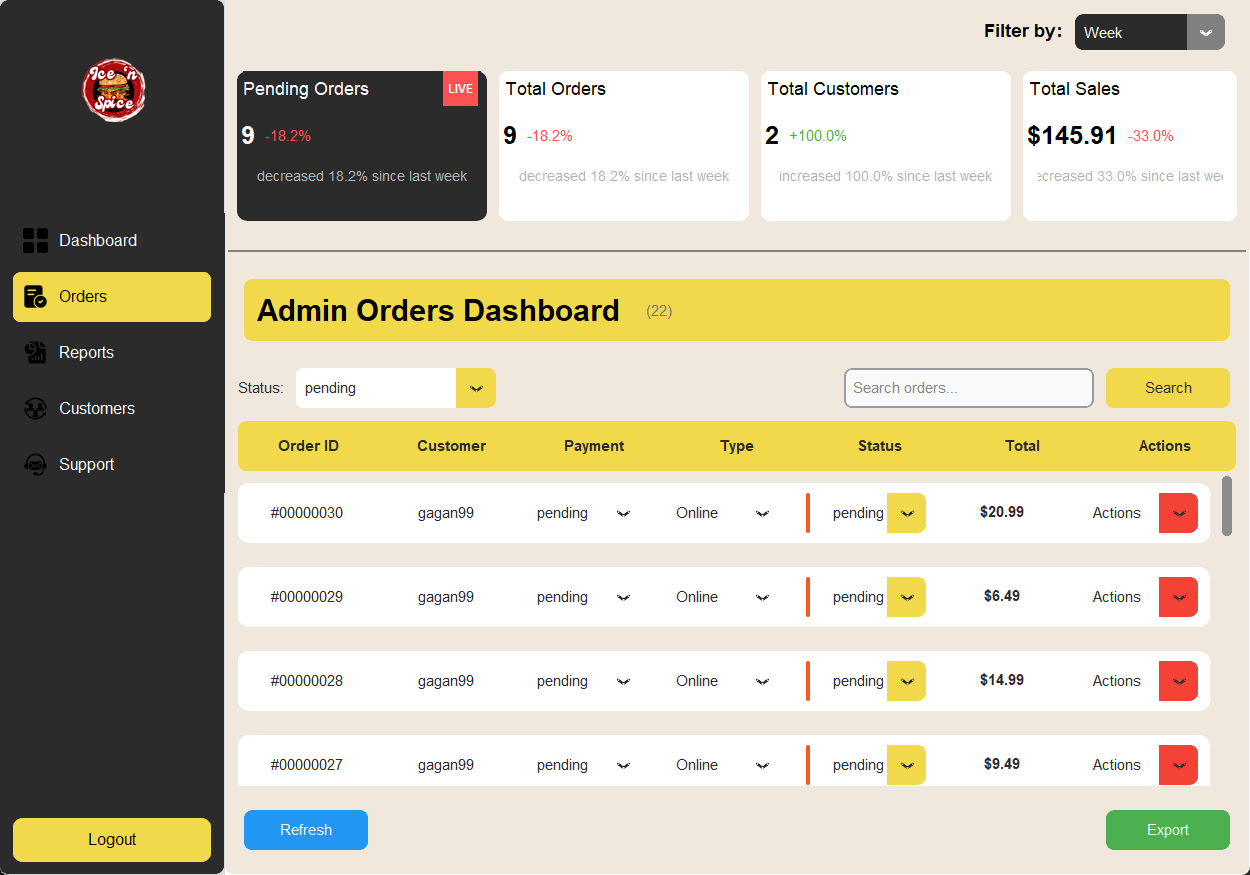 Ice 'n
Spice
Dashboard
Orders
Reports
Customers
Support
Logout
Filter by: Week
Pending Orders LIVE
9 -18.2%
decreased 18.2% since last week
Total Orders
9 -18.2%
decreased 18.2% since last week
Total Customers
2 +100.0%
increased 100.0% since last week
Total Sales
$145.91 -33.0%
ecreased 33.0% since last we
Admin Orders Dashboard (22)
Status: pending Search orders... Search
Order ID Customer Payment Type Status Total Actions
#00000030 gagan99 pending Online pending $20.99 Actions
#00000029 gagan99 pending Online pending $6.49 Actions
#00000028 gagan99 pending Online pending $14.99 Actions
#00000027 gagan99 pending Online pending $9.49 Actions
Refresh Export